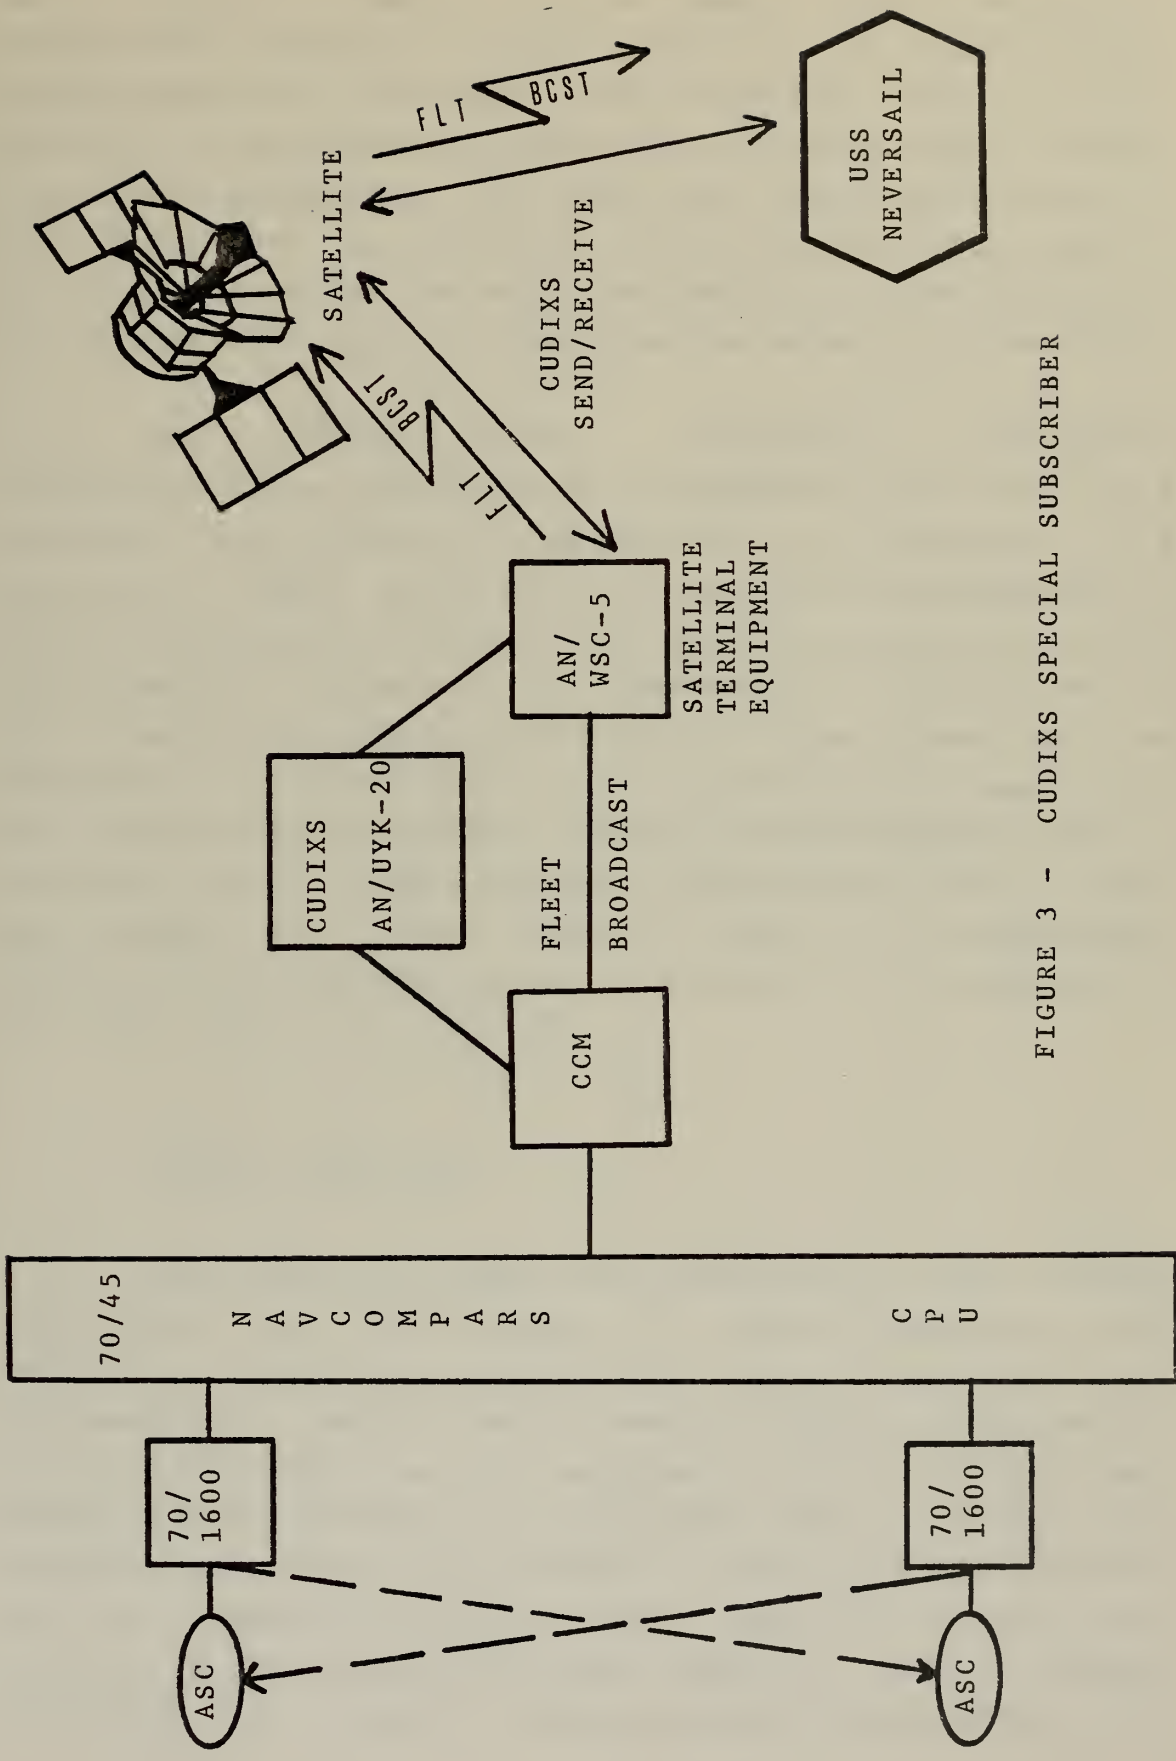 ASC
70/
1600
70/45
NAVCOMPARS
CPU
ASC
70/
1600
CCM
CUDIXS
AN/UYK-20
FLEET
BROADCAST
AN/
WSC-5
SATELLITE
TERMINAL
EQUIPMENT
FLT
BCST
SATELLITE
CUDIXS
SEND/RECEIVE
FLT
BCST
USS
NEVERSAIL
FIGURE 3 - CUDIXS SPECIAL SUBSCRIBER